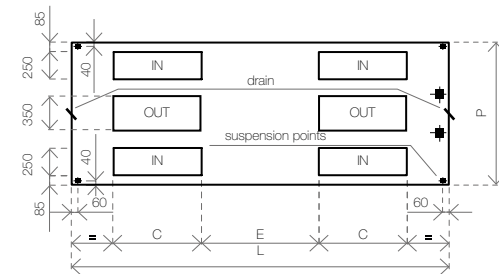 85
250
40
IN
IN
drain
350
OUT
OUT
P
suspension points
250
40
IN
IN
85
60
60
=
C
E
C
=
L